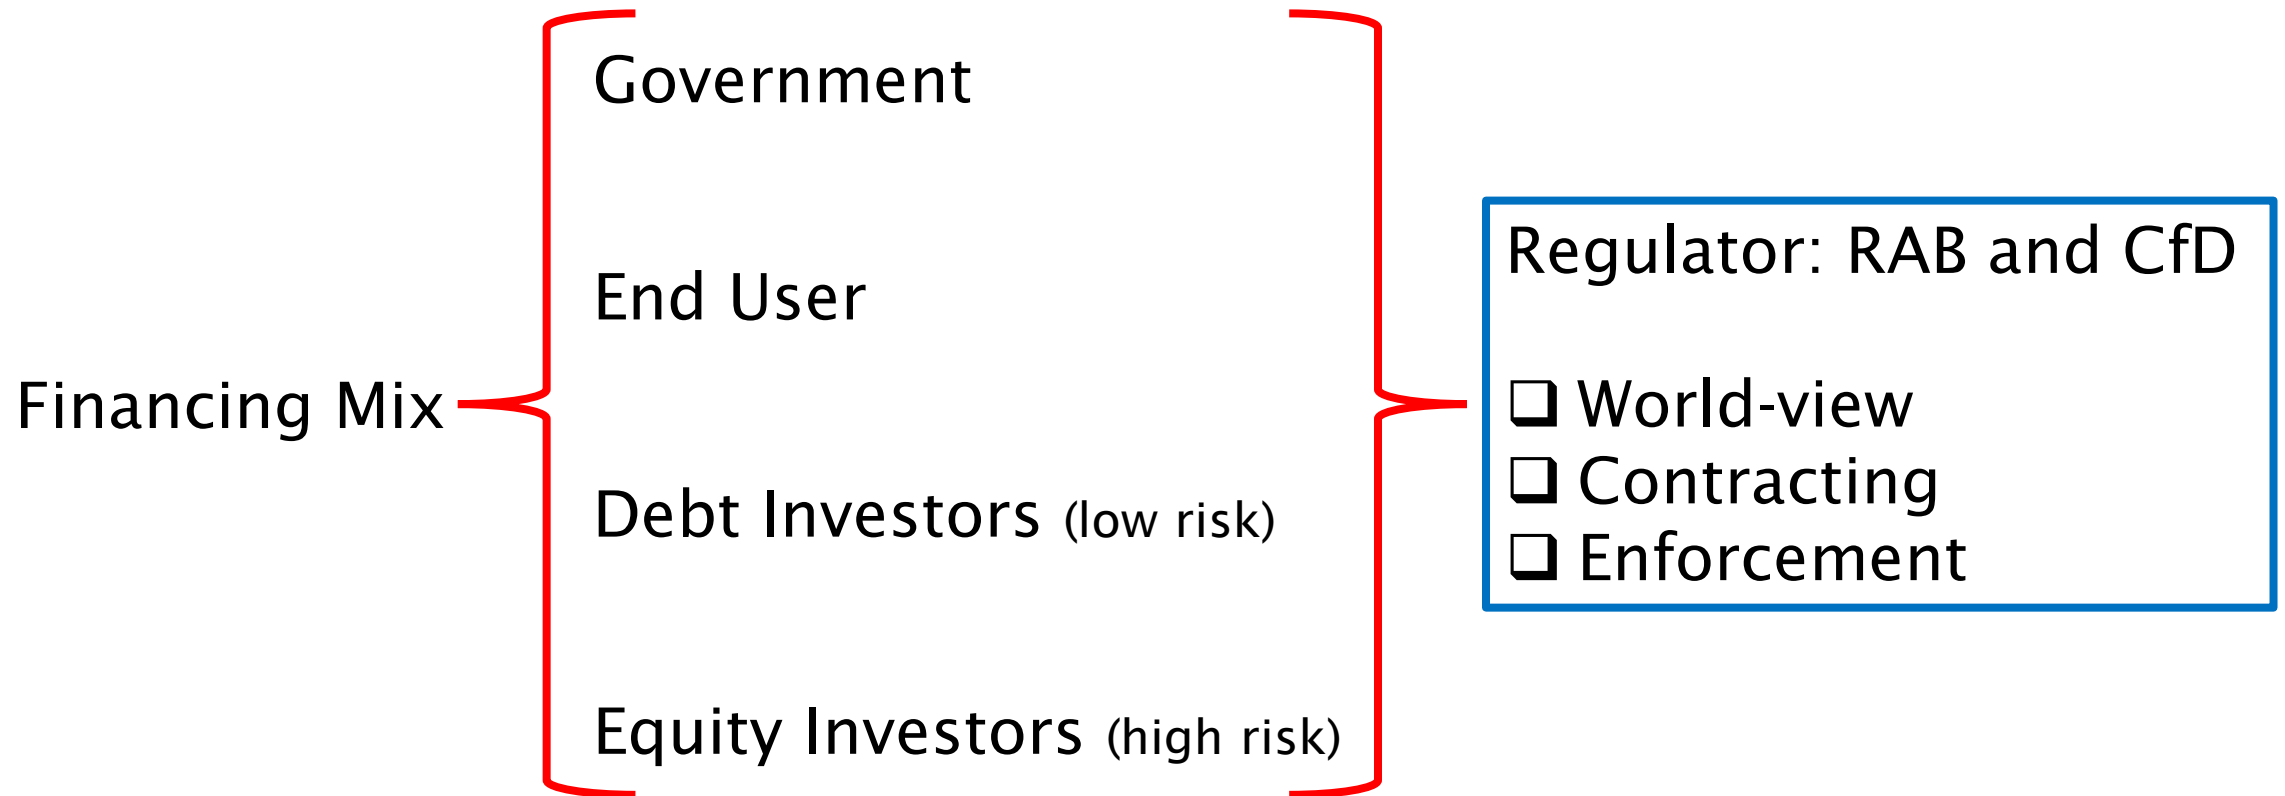 Government
End User
Financing Mix
Debt Investors (low risk)
Equity Investors (high risk)
Regulator: RAB and CfD
❑ World-view
❑ Contracting
❑ Enforcement